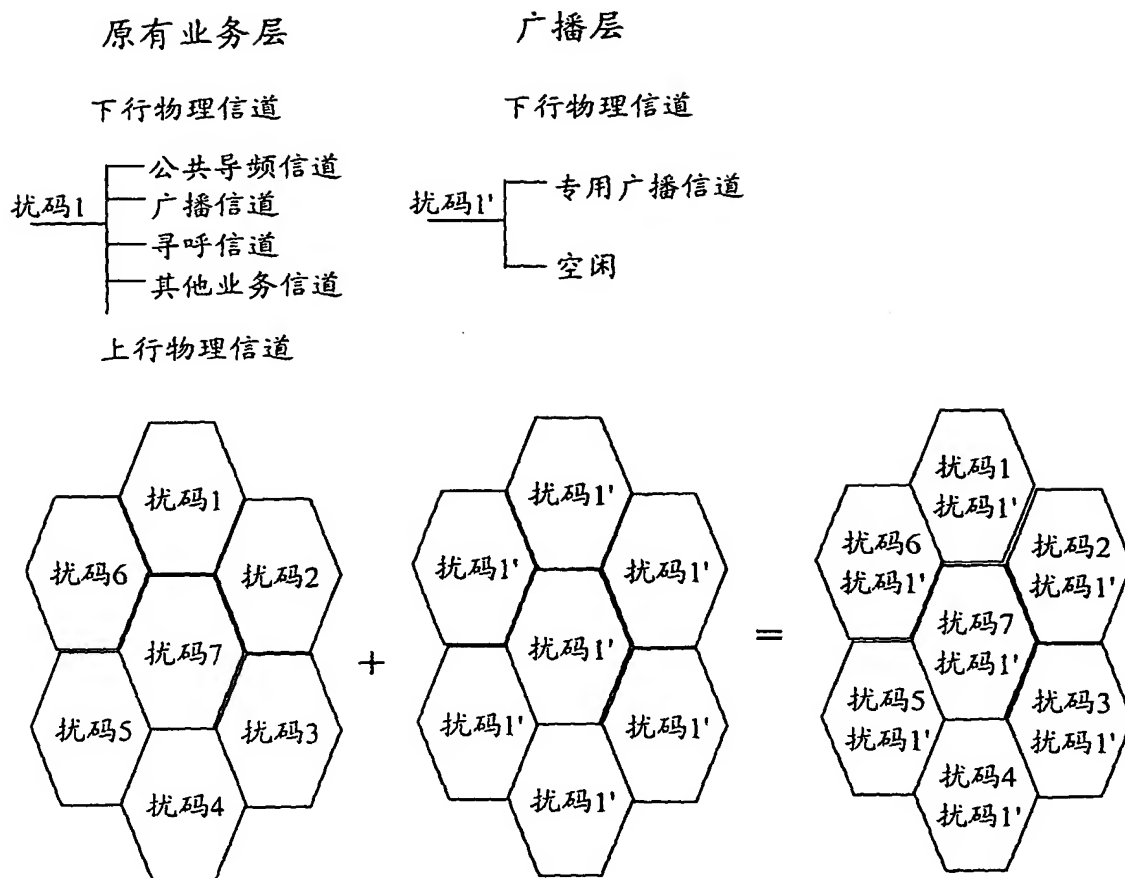 原有业务层
广播层
下行物理信道
下行物理信道
扰码1
公共导频信道
广播信道
寻呼信道
其他业务信道
扰码1'
专用广播信道
空闲
上行物理信道
扰码1
扰码6
扰码2
扰码7
扰码5
扰码3
扰码4
+
扰码1'
扰码1'
扰码1'
扰码1'
扰码1'
扰码1'
扰码1'
=
扰码1
扰码1'
扰码6
扰码1'
扰码2
扰码1'
扰码7
扰码1'
扰码5
扰码1'
扰码3
扰码1'
扰码4
扰码1'